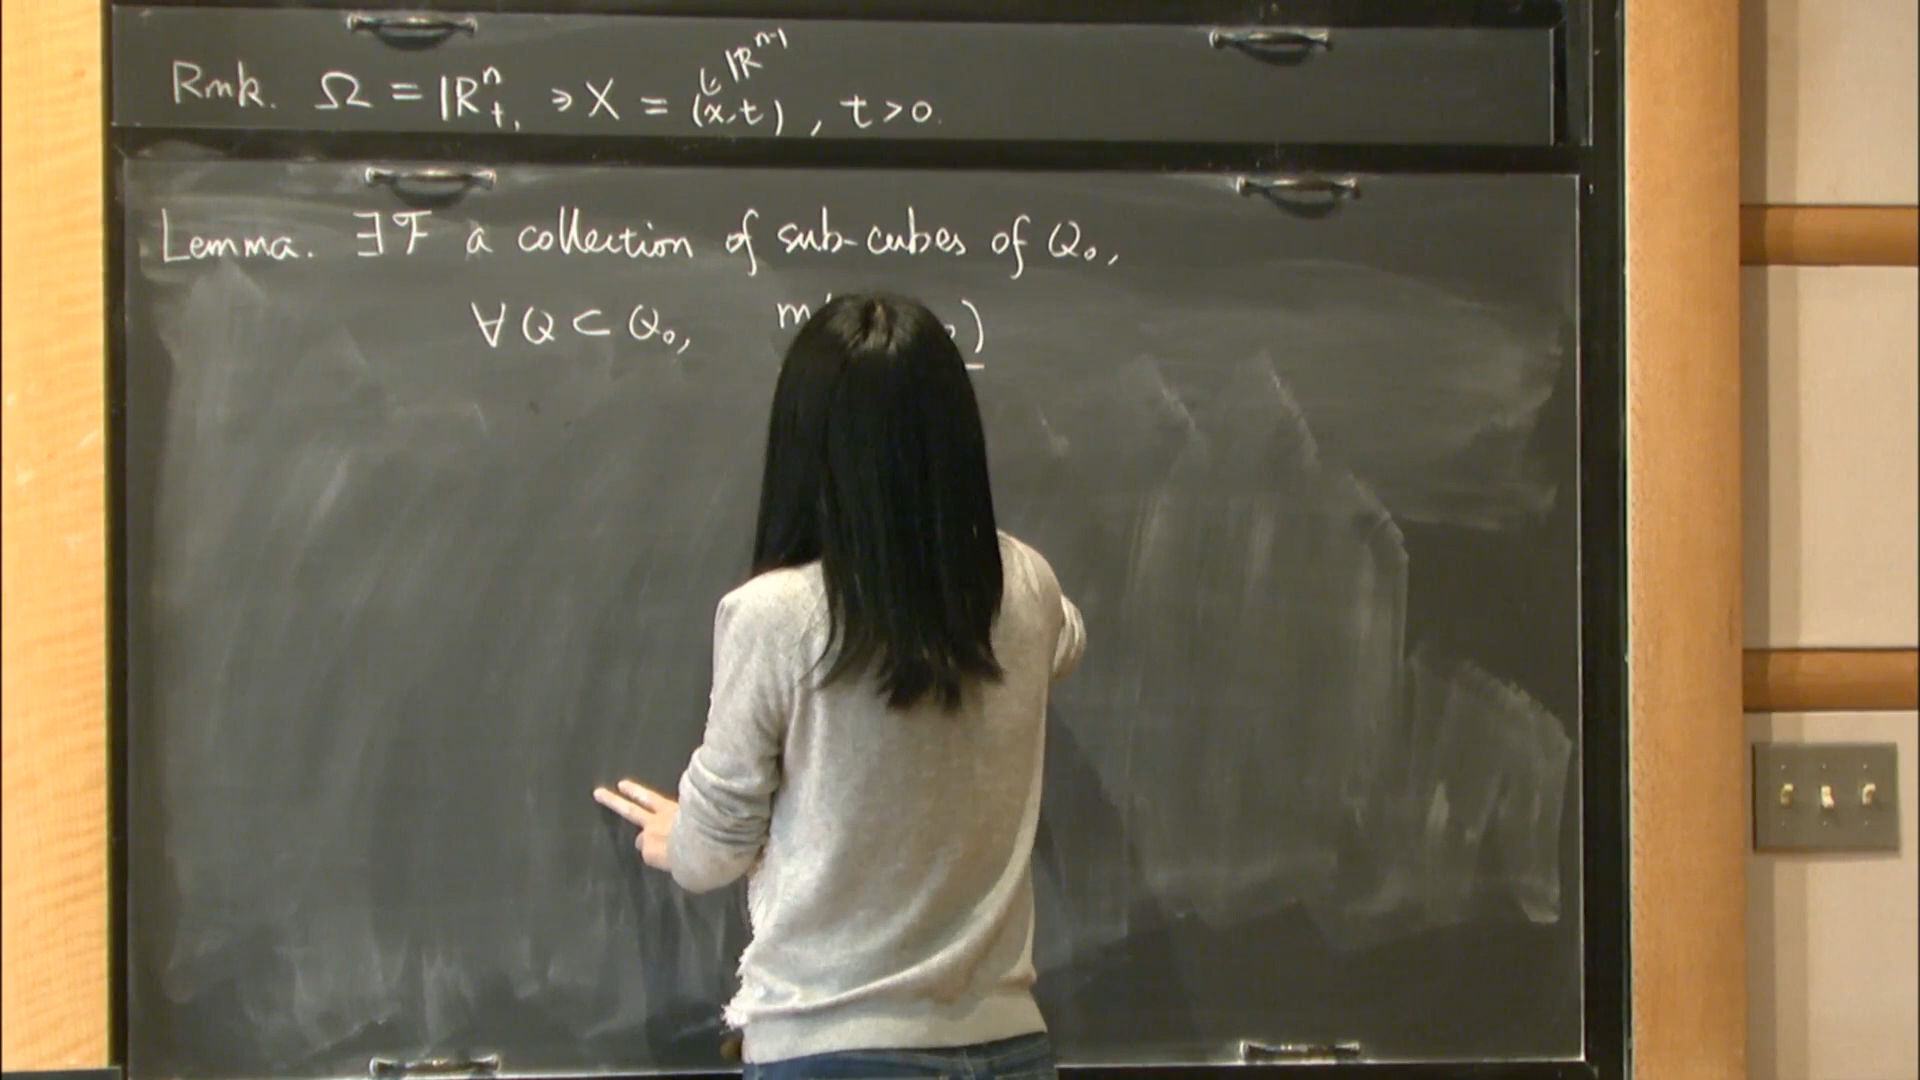 Rmk. Ω = ℝⁿ₊, ∋ X = (x,t), t>0.
∈ ℝⁿ⁻¹
Lemma. ∃ ℱ a collection of sub-cubes of Q₀,
∀ Q ⊂ Q₀, m )